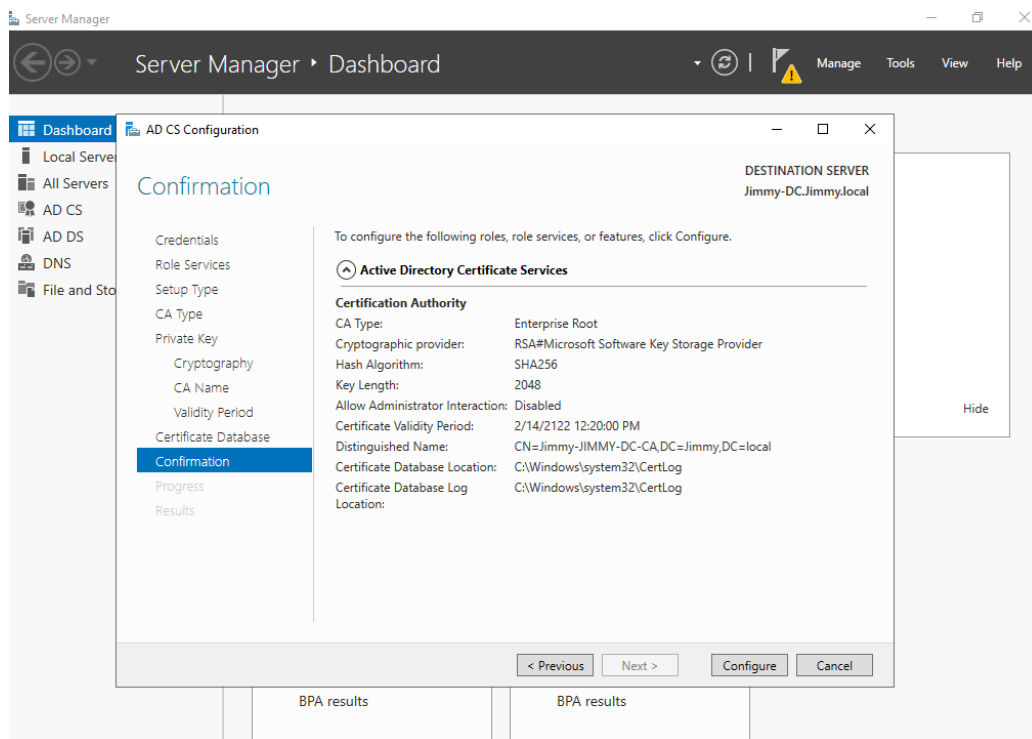 Server Manager
Server Manager ‣ Dashboard
Manage Tools View Help
Dashboard
Local Server
All Servers
AD CS
AD DS
DNS
File and Sto
AD CS Configuration
Confirmation
DESTINATION SERVER
Jimmy-DC.Jimmy.local
Credentials
Role Services
Setup Type
CA Type
Private Key
Cryptography
CA Name
Validity Period
Certificate Database
Confirmation
Progress
Results
To configure the following roles, role services, or features, click Configure.
Active Directory Certificate Services
Certification Authority
CA Type: Enterprise Root
Cryptographic provider: RSA#Microsoft Software Key Storage Provider
Hash Algorithm: SHA256
Key Length: 2048
Allow Administrator Interaction: Disabled
Certificate Validity Period: 2/14/2122 12:20:00 PM
Distinguished Name: CN=Jimmy-JIMMY-DC-CA,DC=Jimmy,DC=local
Certificate Database Location: C:\Windows\system32\CertLog
Certificate Database Log C:\Windows\system32\CertLog
Location:
Hide
< Previous Next > Configure Cancel
BPA results BPA results